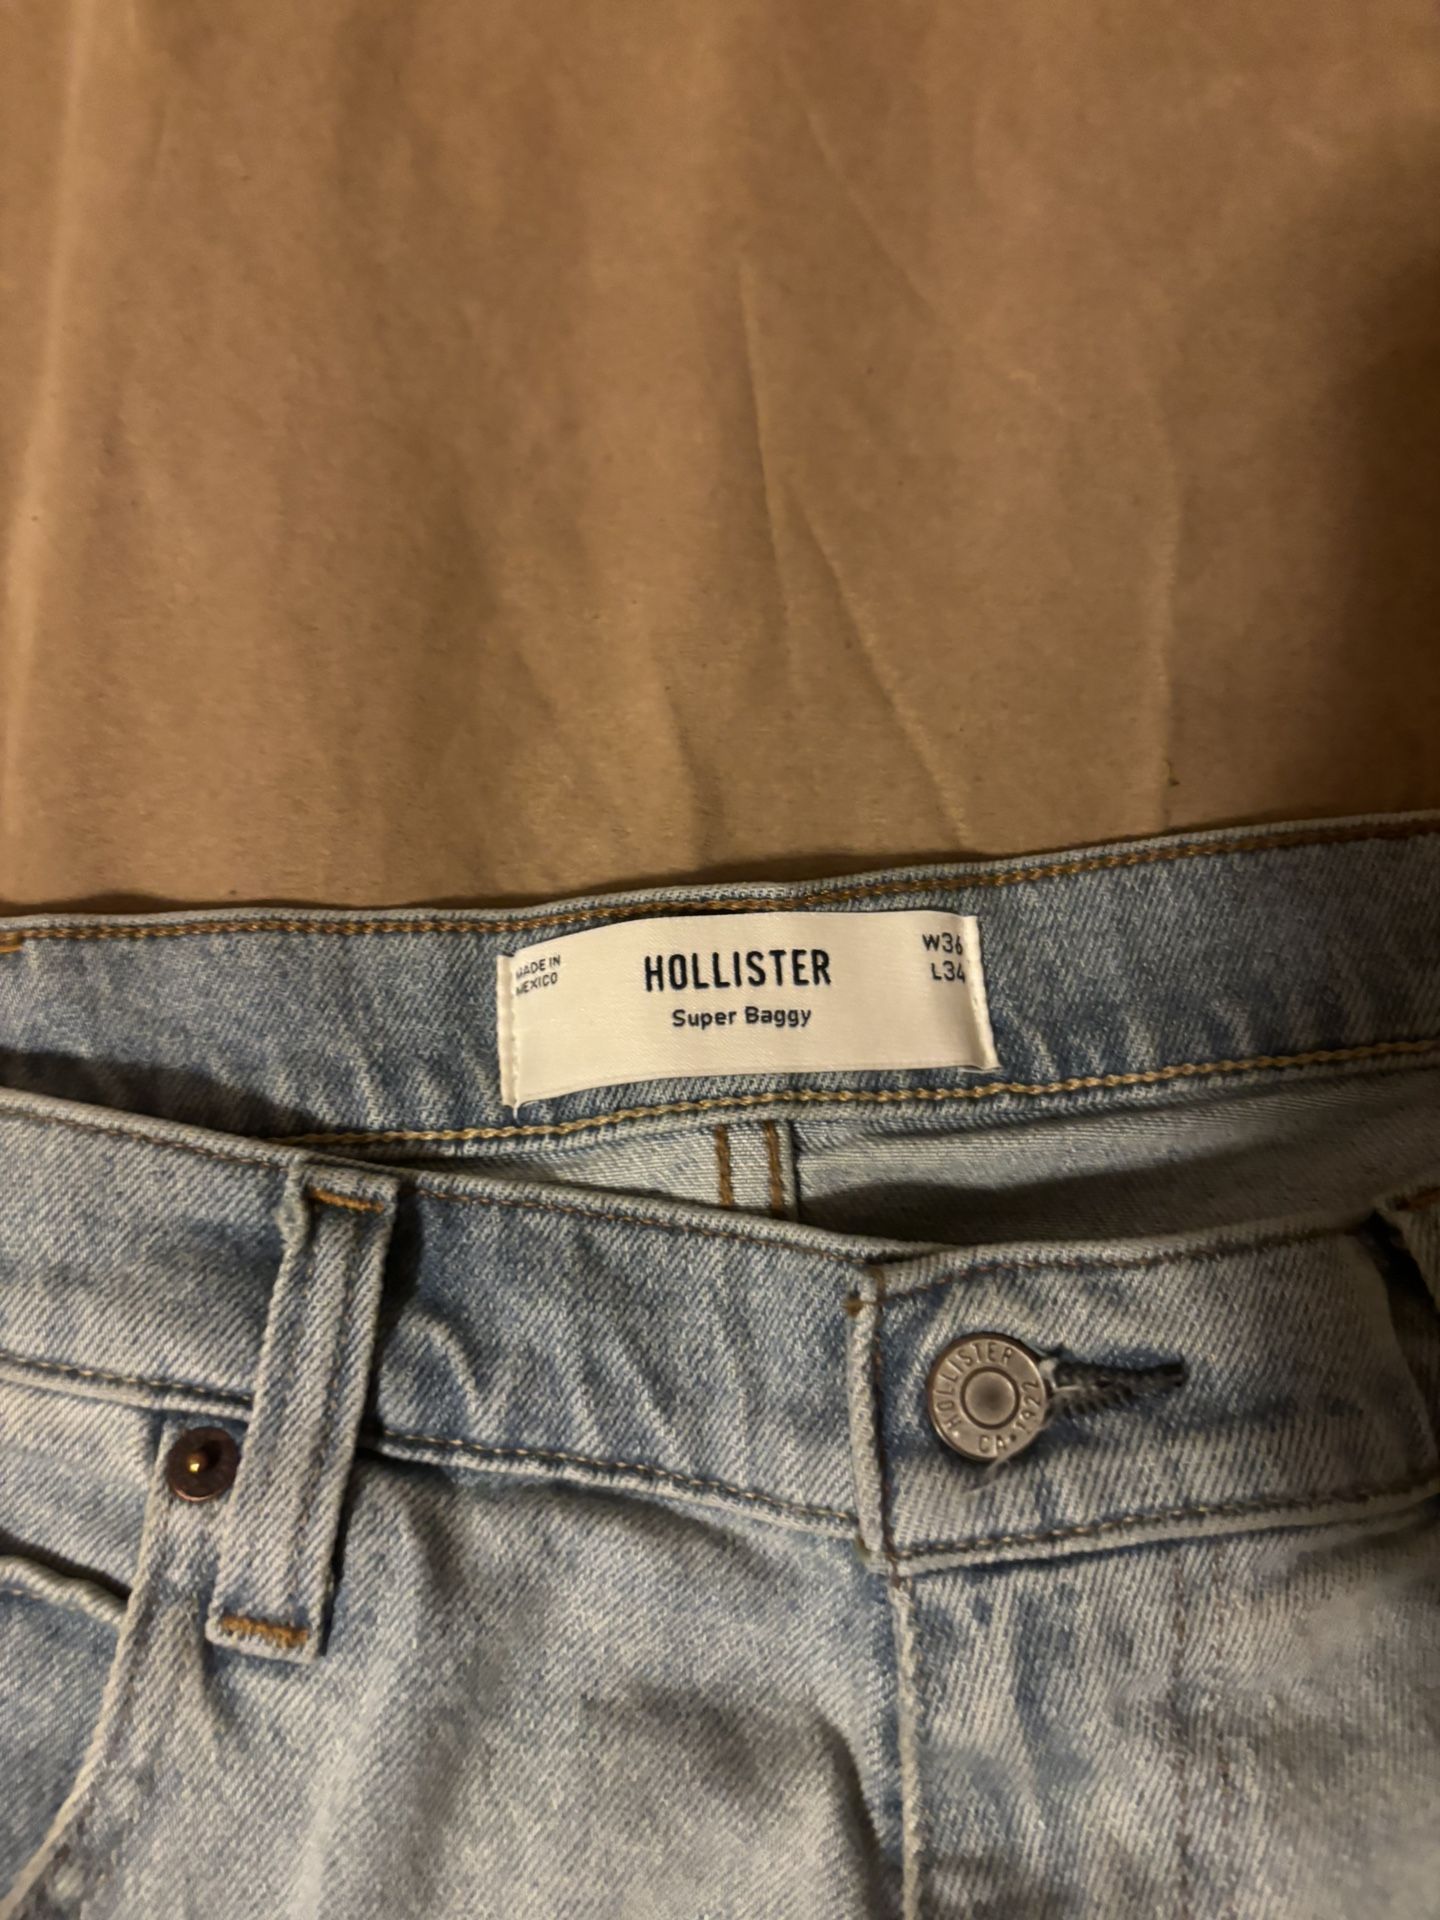 MADE IN
MEXICO
HOLLISTER
Super Baggy
W36
L34
HOLLISTER
CA • 1922 •